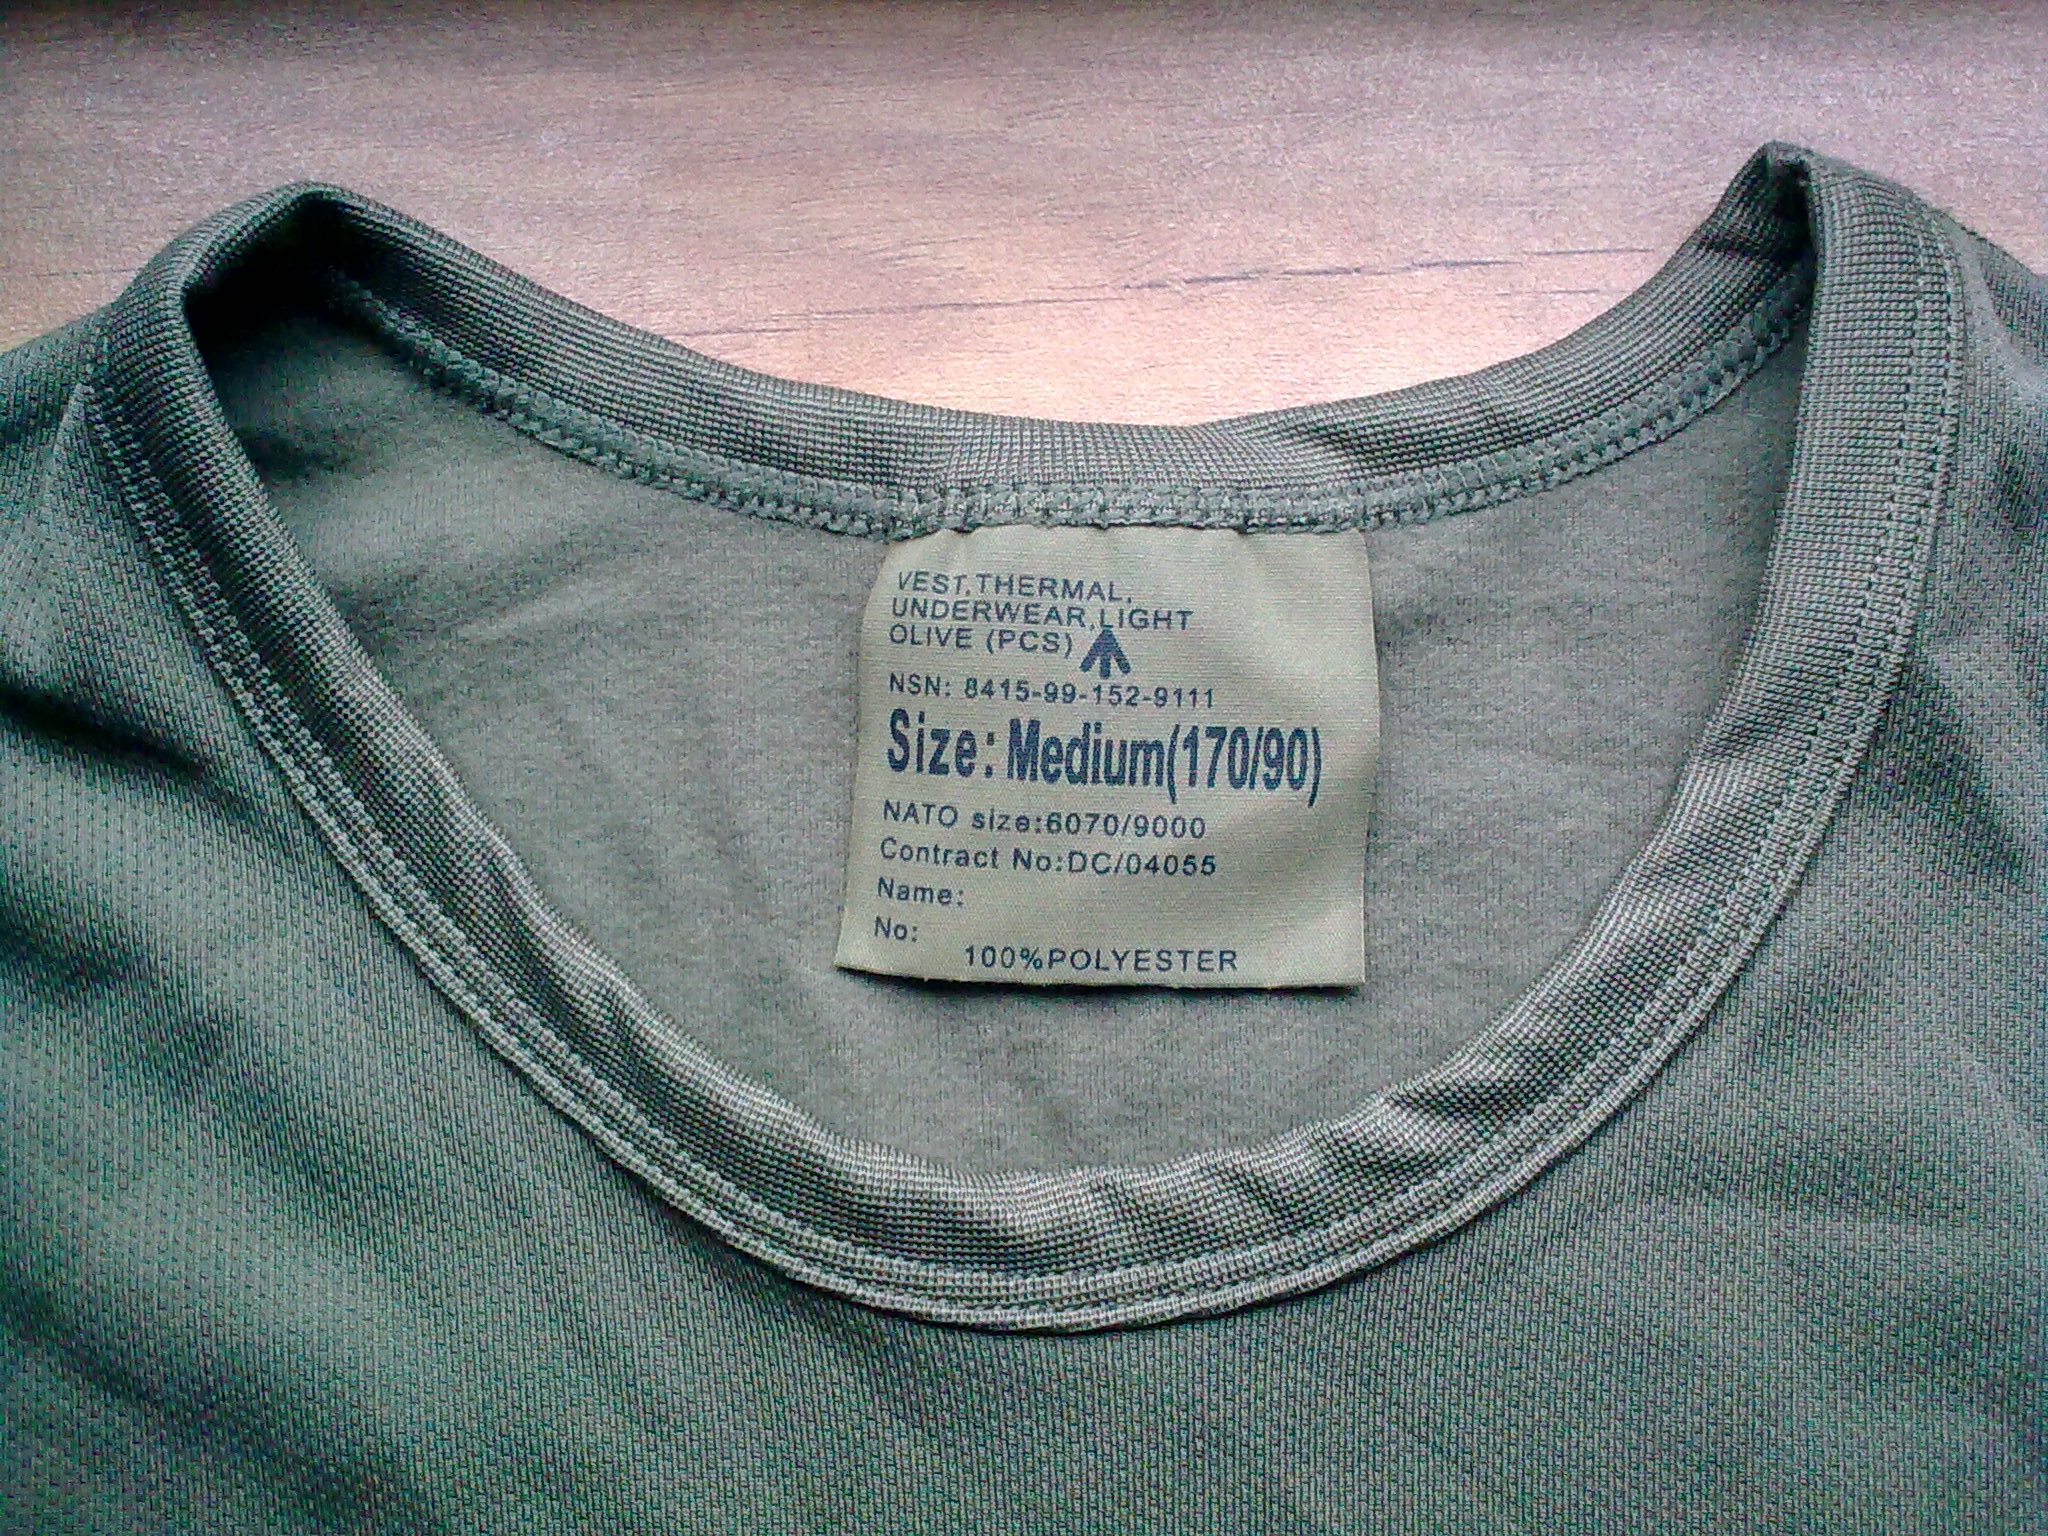 VEST,THERMAL,
UNDERWEAR,LIGHT
OLIVE (PCS)
NSN: 8415-99-152-9111
Size: Medium(170/90)
NATO size:6070/9000
Contract No:DC/04055
Name:
No:
100%POLYESTER